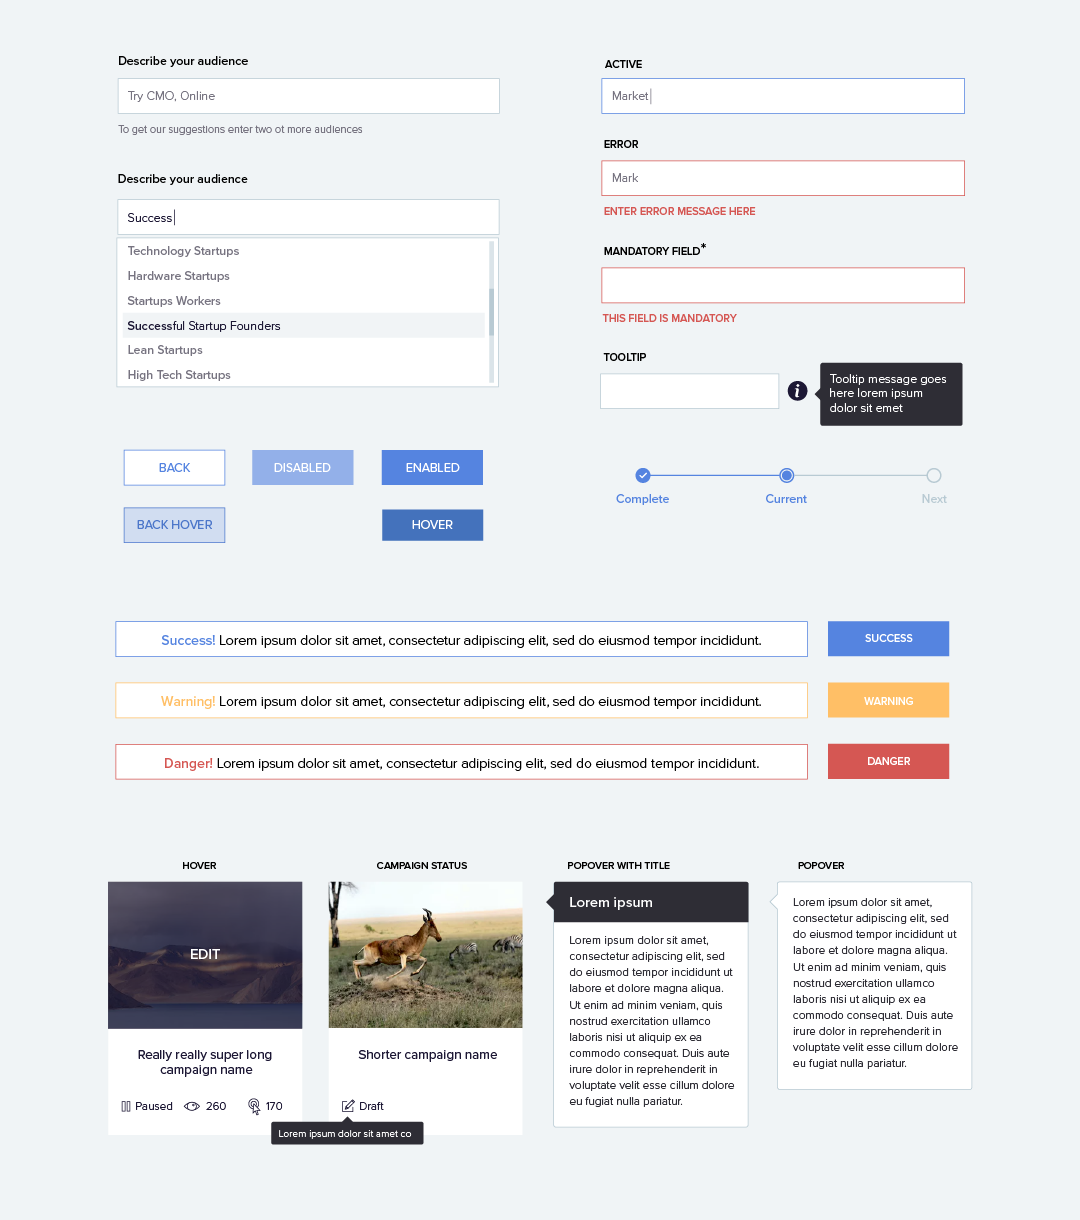 Describe your audience
Try CMO, Online
To get our suggestions enter two ot more audiences
Describe your audience
Success
Technology Startups
Hardware Startups
Startups Workers
Successful Startup Founders
Lean Startups
High Tech Startups
ACTIVE
Market
ERROR
Mark
ENTER ERROR MESSAGE HERE
MANDATORY FIELD*
THIS FIELD IS MANDATORY
TOOLTIP
i
Tooltip message goes
here lorem ipsum
dolor sit emet
BACK
DISABLED
ENABLED
BACK HOVER
HOVER
Complete
Current
Next
Success! Lorem ipsum dolor sit amet, consectetur adipiscing elit, sed do eiusmod tempor incididunt.
SUCCESS
Warning! Lorem ipsum dolor sit amet, consectetur adipiscing elit, sed do eiusmod tempor incididunt.
WARNING
Danger! Lorem ipsum dolor sit amet, consectetur adipiscing elit, sed do eiusmod tempor incididunt.
DANGER
HOVER
EDIT
Really really super long
campaign name
Paused 260 170
CAMPAIGN STATUS
Shorter campaign name
Draft
Lorem ipsum dolor sit amet co
POPOVER WITH TITLE
Lorem ipsum
Lorem ipsum dolor sit amet,
consectetur adipiscing elit, sed
do eiusmod tempor incididunt ut
labore et dolore magna aliqua.
Ut enim ad minim veniam, quis
nostrud exercitation ullamco
laboris nisi ut aliquip ex ea
commodo consequat. Duis aute
irure dolor in reprehenderit in
voluptate velit esse cillum dolore
eu fugiat nulla pariatur.
POPOVER
Lorem ipsum dolor sit amet,
consectetur adipiscing elit, sed
do eiusmod tempor incididunt ut
labore et dolore magna aliqua.
Ut enim ad minim veniam, quis
nostrud exercitation ullamco
laboris nisi ut aliquip ex ea
commodo consequat. Duis aute
irure dolor in reprehenderit in
voluptate velit esse cillum dolore
eu fugiat nulla pariatur.